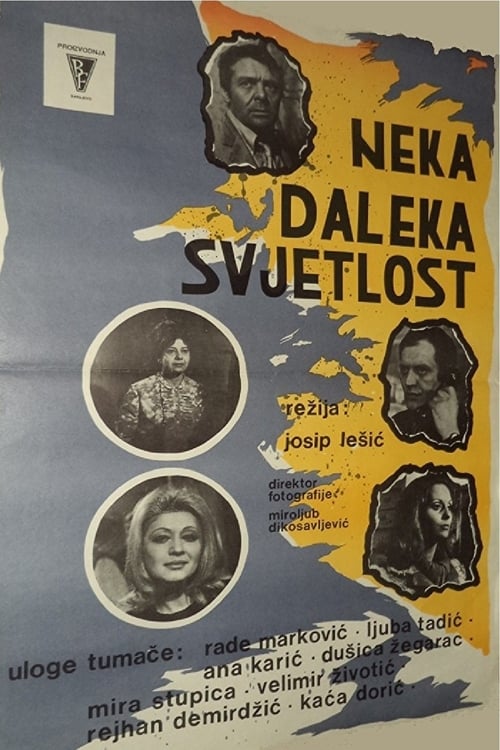 PROIZVODNJA
BF
SARAJEVO
NEKA
DALEKA
SVJETLOST
režija:
josip lešić
direktor
fotografije:
miroljub
dikosavljević
uloge tumače: rade marković · ljuba tadić ·
ana karić · dušica žegarac ·
mira stupica · velimir životić ·
rejhan demirdžić · kaća dorić ·